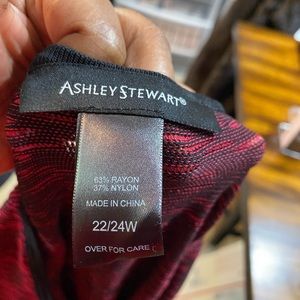 ASHLEY STEWART®
63% RAYON
37% NYLON
MADE IN CHINA
22/24W
OVER FOR CARE